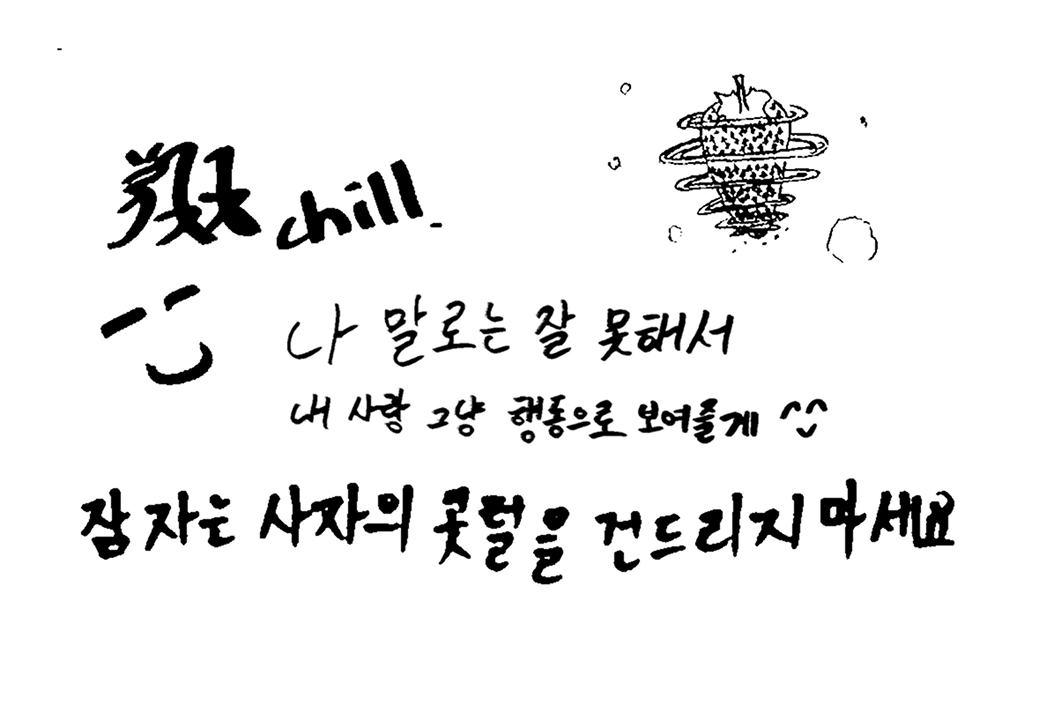 chill
나 말로는 잘 못해서
내 사랑 그냥 행동으로 보여줄게
잠 자는 사자의 콧털을 건드리지 마세요